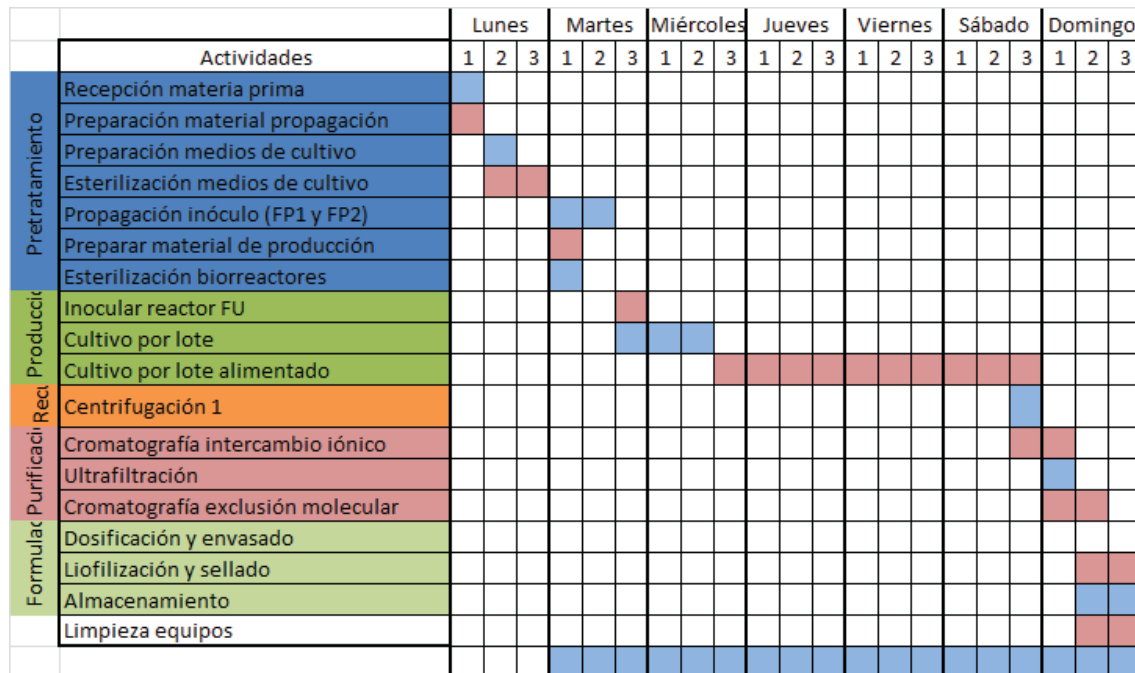 Lunes Martes Miércoles Jueves Viernes Sábado Domingo
Actividades 1 2 3 1 2 3 1 2 3 1 2 3 1 2 3 1 2 3 1 2 3
Pretratamiento
Recepción materia prima
Preparación material propagación
Preparación medios de cultivo
Esterilización medios de cultivo
Propagación inóculo (FP1 y FP2)
Preparar material de producción
Esterilización biorreactores
Producció
Inocular reactor FU
Cultivo por lote
Cultivo por lote alimentado
Recu
Centrifugación 1
Purificaci
Cromatografía intercambio iónico
Ultrafiltración
Cromatografía exclusión molecular
Formulac
Dosificación y envasado
Liofilización y sellado
Almacenamiento
Limpieza equipos